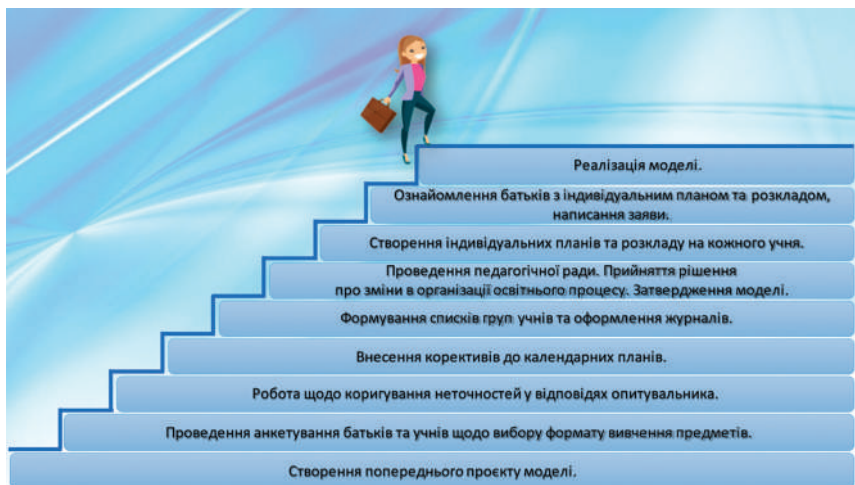 Реалізація моделі.
Ознайомлення батьків з індивідуальним планом та розкладом,
написання заяви.
Створення індивідуальних планів та розкладу на кожного учня.
Проведення педагогічної ради. Прийняття рішення
про зміни в організації освітнього процесу. Затвердження моделі.
Формування списків груп учнів та оформлення журналів.
Внесення корективів до календарних планів.
Робота щодо коригування неточностей у відповідях опитувальника.
Проведення анкетування батьків та учнів щодо вибору формату вивчення предметів.
Створення попереднього проєкту моделі.